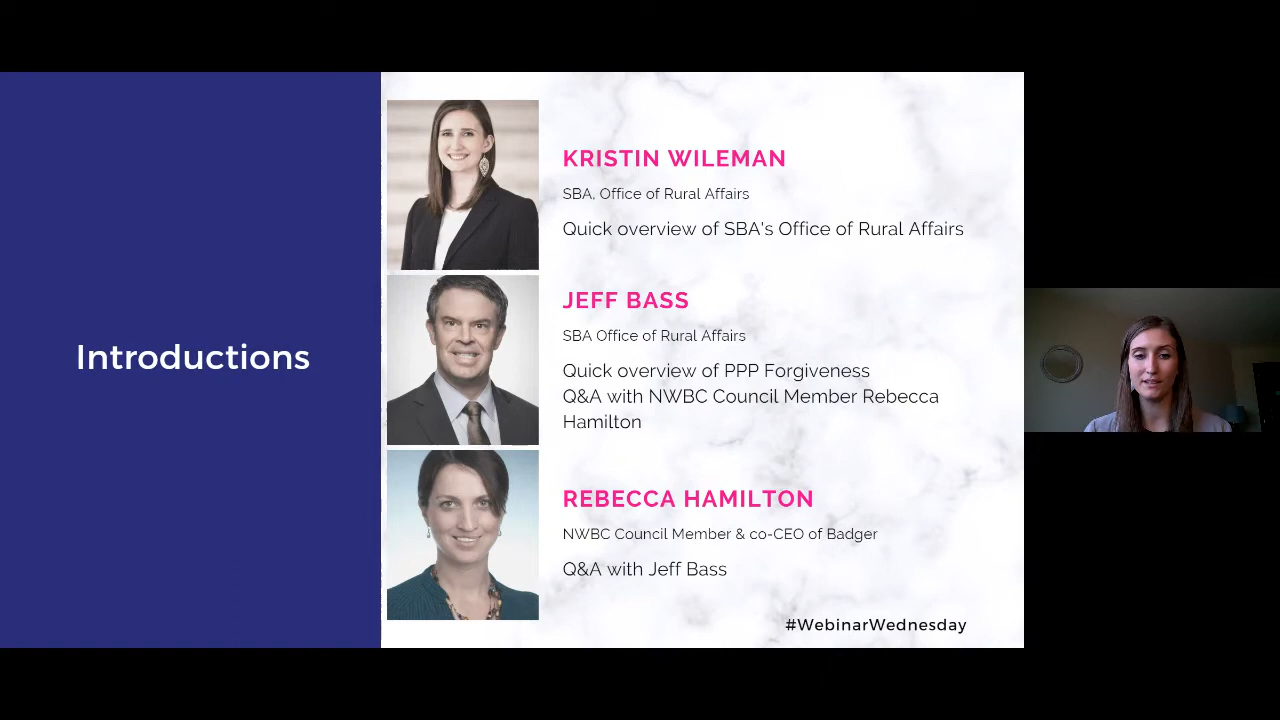 Introductions
KRISTIN WILEMAN
SBA, Office of Rural Affairs
Quick overview of SBA's Office of Rural Affairs
JEFF BASS
SBA Office of Rural Affairs
Quick overview of PPP Forgiveness
Q&A with NWBC Council Member Rebecca
Hamilton
REBECCA HAMILTON
NWBC Council Member & co-CEO of Badger
Q&A with Jeff Bass
#WebinarWednesday